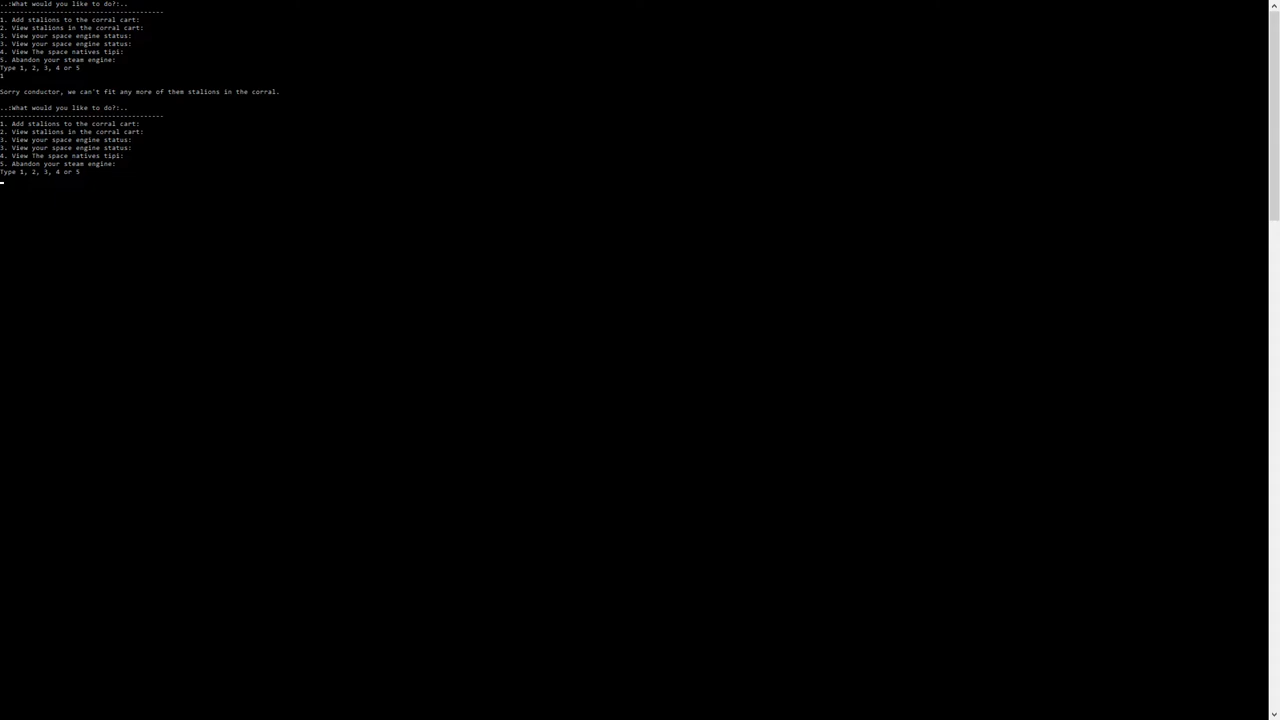 ..:What would you like to do?:..
-----------------------------------------
1. Add stalions to the corral cart:
2. View stalions in the corral cart:
3. View your space engine status:
3. View your space engine status:
4. View The space natives tipi:
5. Abandon your steam engine:
Type 1, 2, 3, 4 or 5
1
Sorry conductor, we can't fit any more of them stalions in the corral.
..:What would you like to do?:..
-----------------------------------------
1. Add stalions to the corral cart:
2. View stalions in the corral cart:
3. View your space engine status:
3. View your space engine status:
4. View The space natives tipi:
5. Abandon your steam engine:
Type 1, 2, 3, 4 or 5